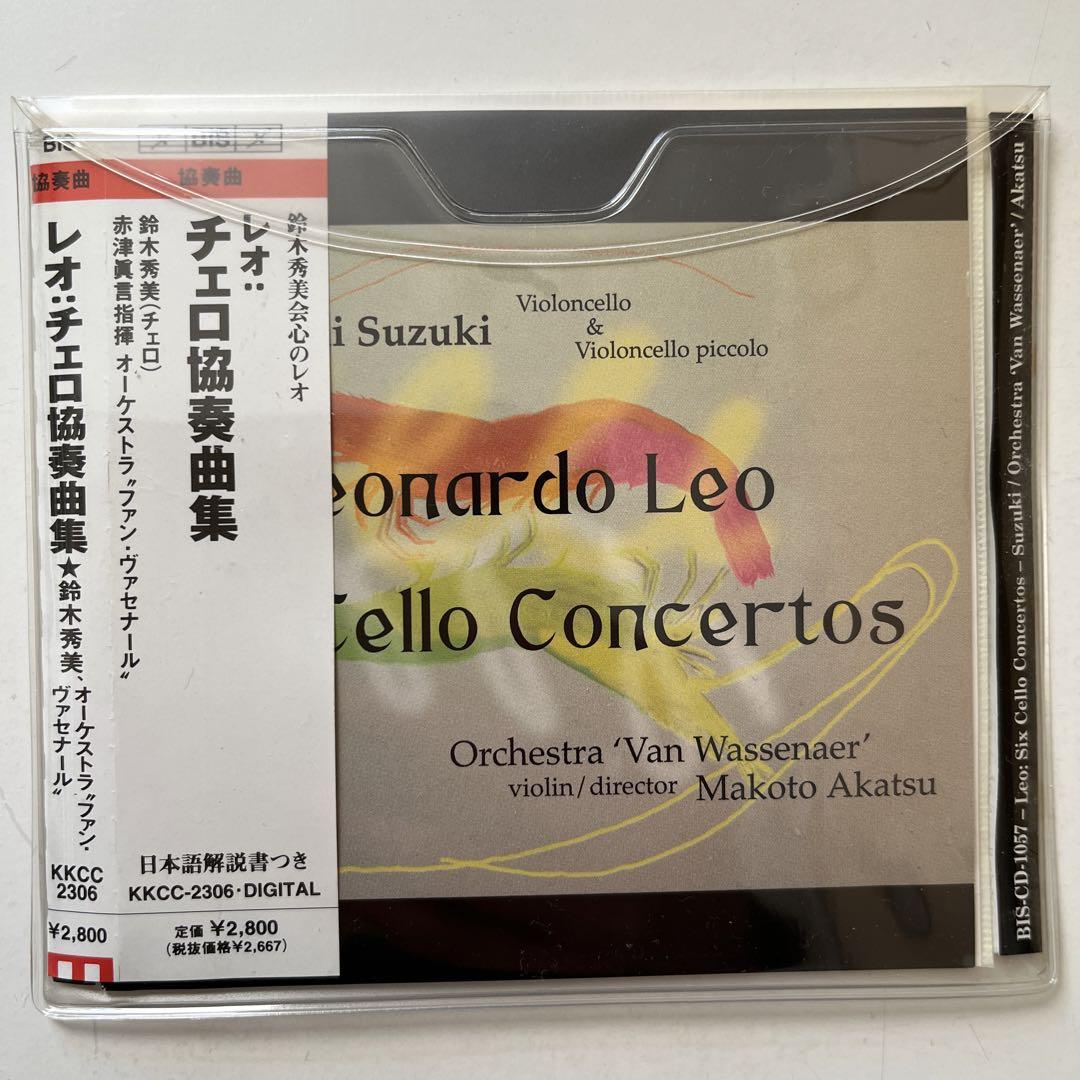 BIS
協奏曲
レオ:チェロ協奏曲集★鈴木秀美、オーケストラ〝ファン・ヴァセナール〟
KKCC
2306
¥2,800
BIS
協奏曲
鈴木秀美会心のレオ
レオ:
チェロ協奏曲集
鈴木秀美(チェロ)
赤津眞言指揮 オーケストラ〝ファン・ヴァセナール〟
日本語解説書つき
KKCC-2306・DIGITAL
定価 ¥2,800
(税抜価格¥2,667)
i Suzuki
Violoncello
&
Violoncello piccolo
eonardo Leo
Cello Concertos
Orchestra ‘Van Wassenaer’
violin/director Makoto Akatsu
BIS-CD-1057 – Leo: Six Cello Concertos – Suzuki / Orchestra ‘Van Wassenaer’ / Akatsu